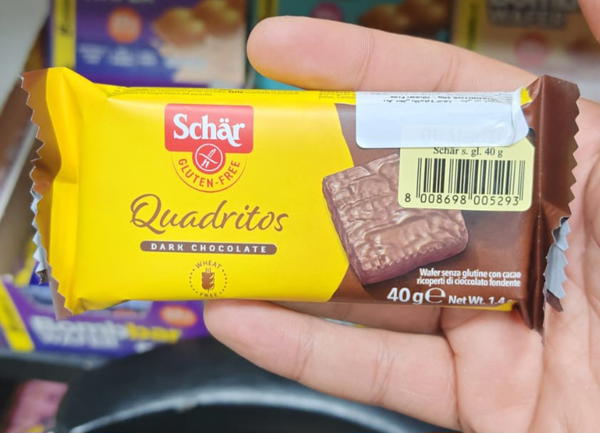 Schär
GLUTEN-FREE
Quadritos
DARK CHOCOLATE
WHEAT
FREE
Schär s. gl. 40 g
8 008698 005293
Wafer senza glutine con cacao
ricoperti di cioccolato fondente
40 g e Net Wt. 1.4